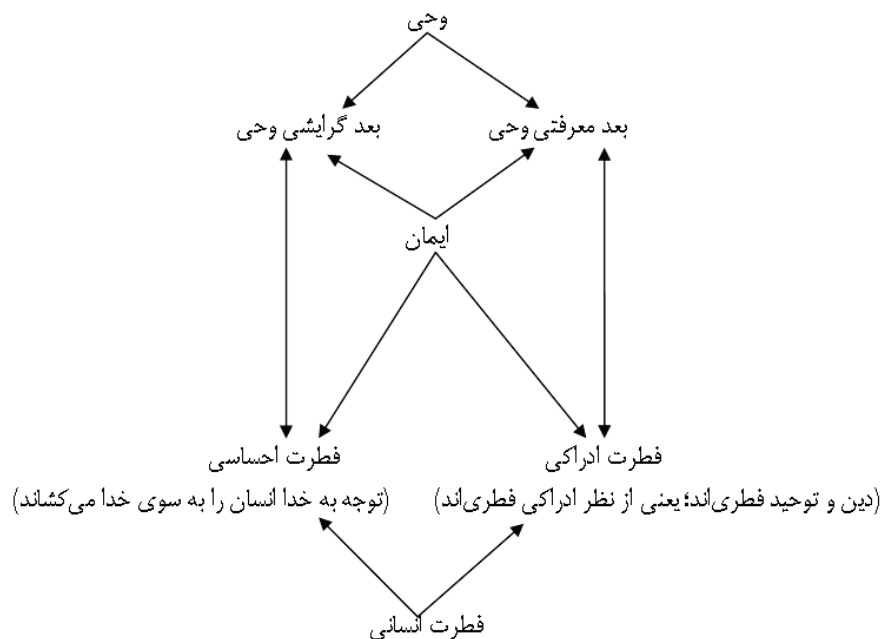 وحی
بعد معرفتی وحی
بعد گرایشی وحی
ایمان
فطرت ادراکی
(دین و توحید فطری‌اند؛ یعنی از نظر ادراکی فطری‌اند)
فطرت احساسی
(توجه به خدا انسان را به سوی خدا می‌کشاند)
فطرت انسانی